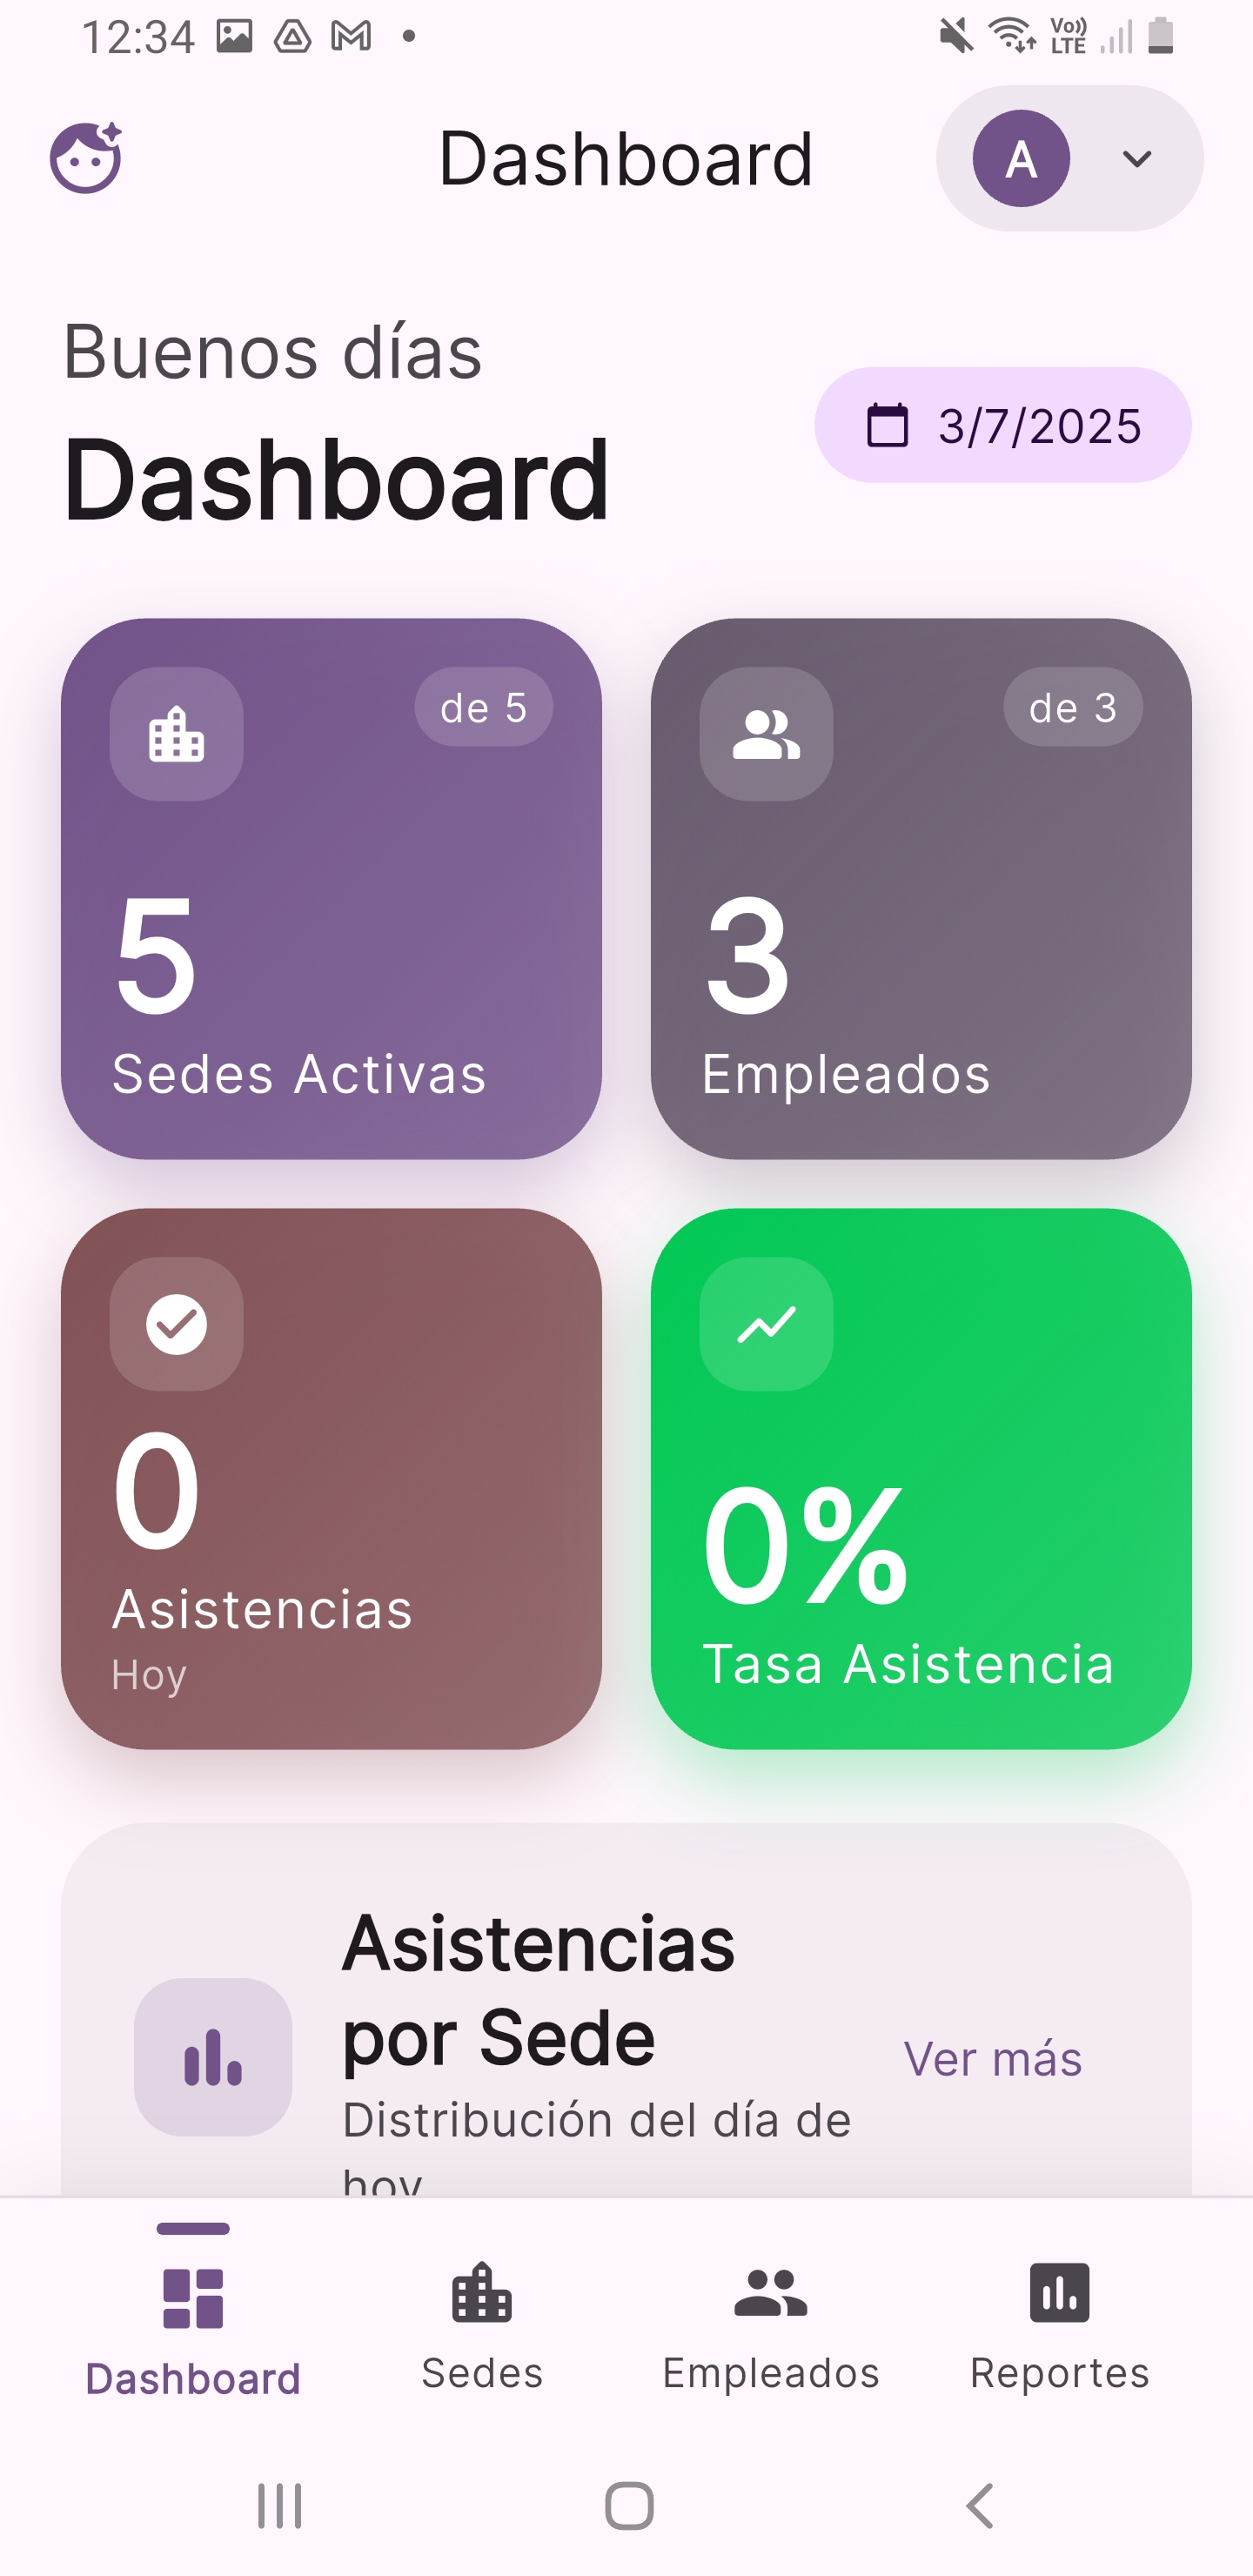 12:34
Vo))
LTE
Dashboard
A
Buenos días
Dashboard
3/7/2025
de 5
5
Sedes Activas
de 3
3
Empleados
0
Asistencias
Hoy
0%
Tasa Asistencia
Asistencias
por Sede
Distribución del día de
hoy
Ver más
Dashboard
Sedes
Empleados
Reportes